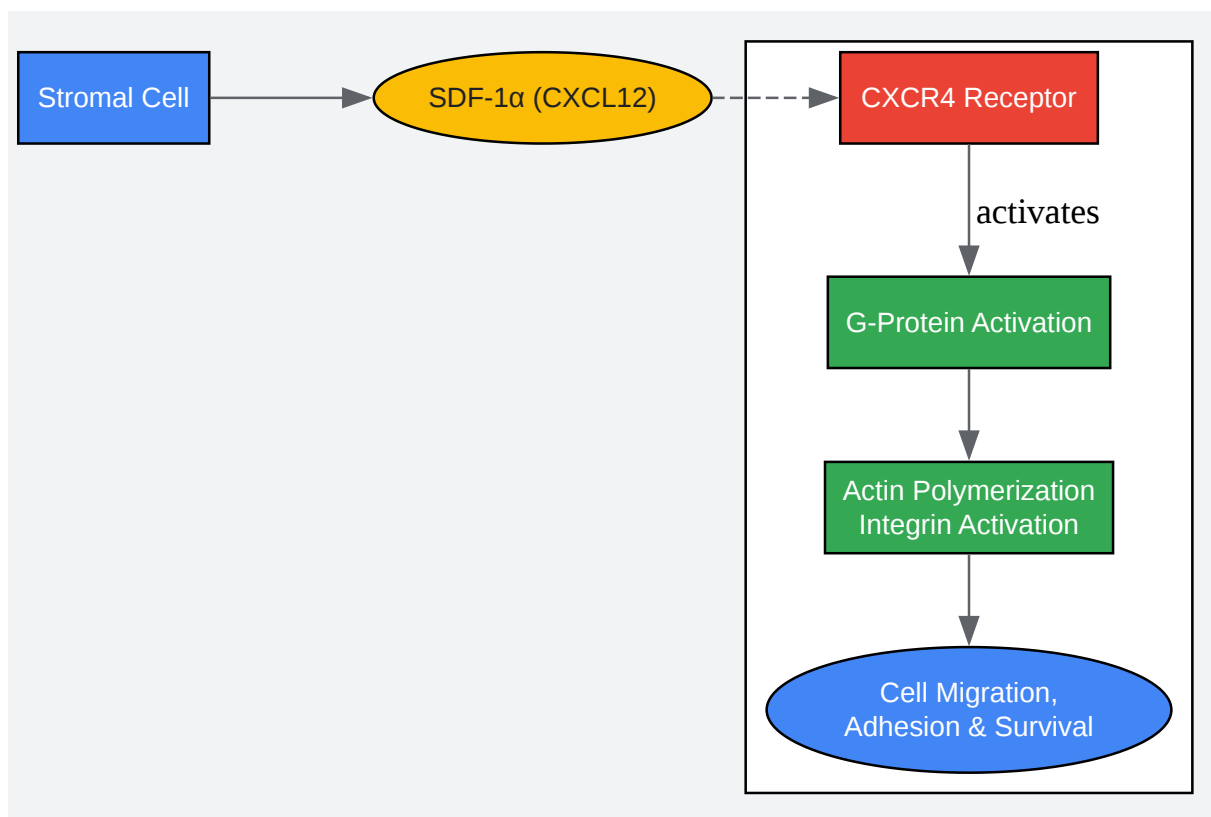 Stromal Cell
SDF-1α (CXCL12)
CXCR4 Receptor
activates
G-Protein Activation
Actin Polymerization
Integrin Activation
Cell Migration,
Adhesion & Survival